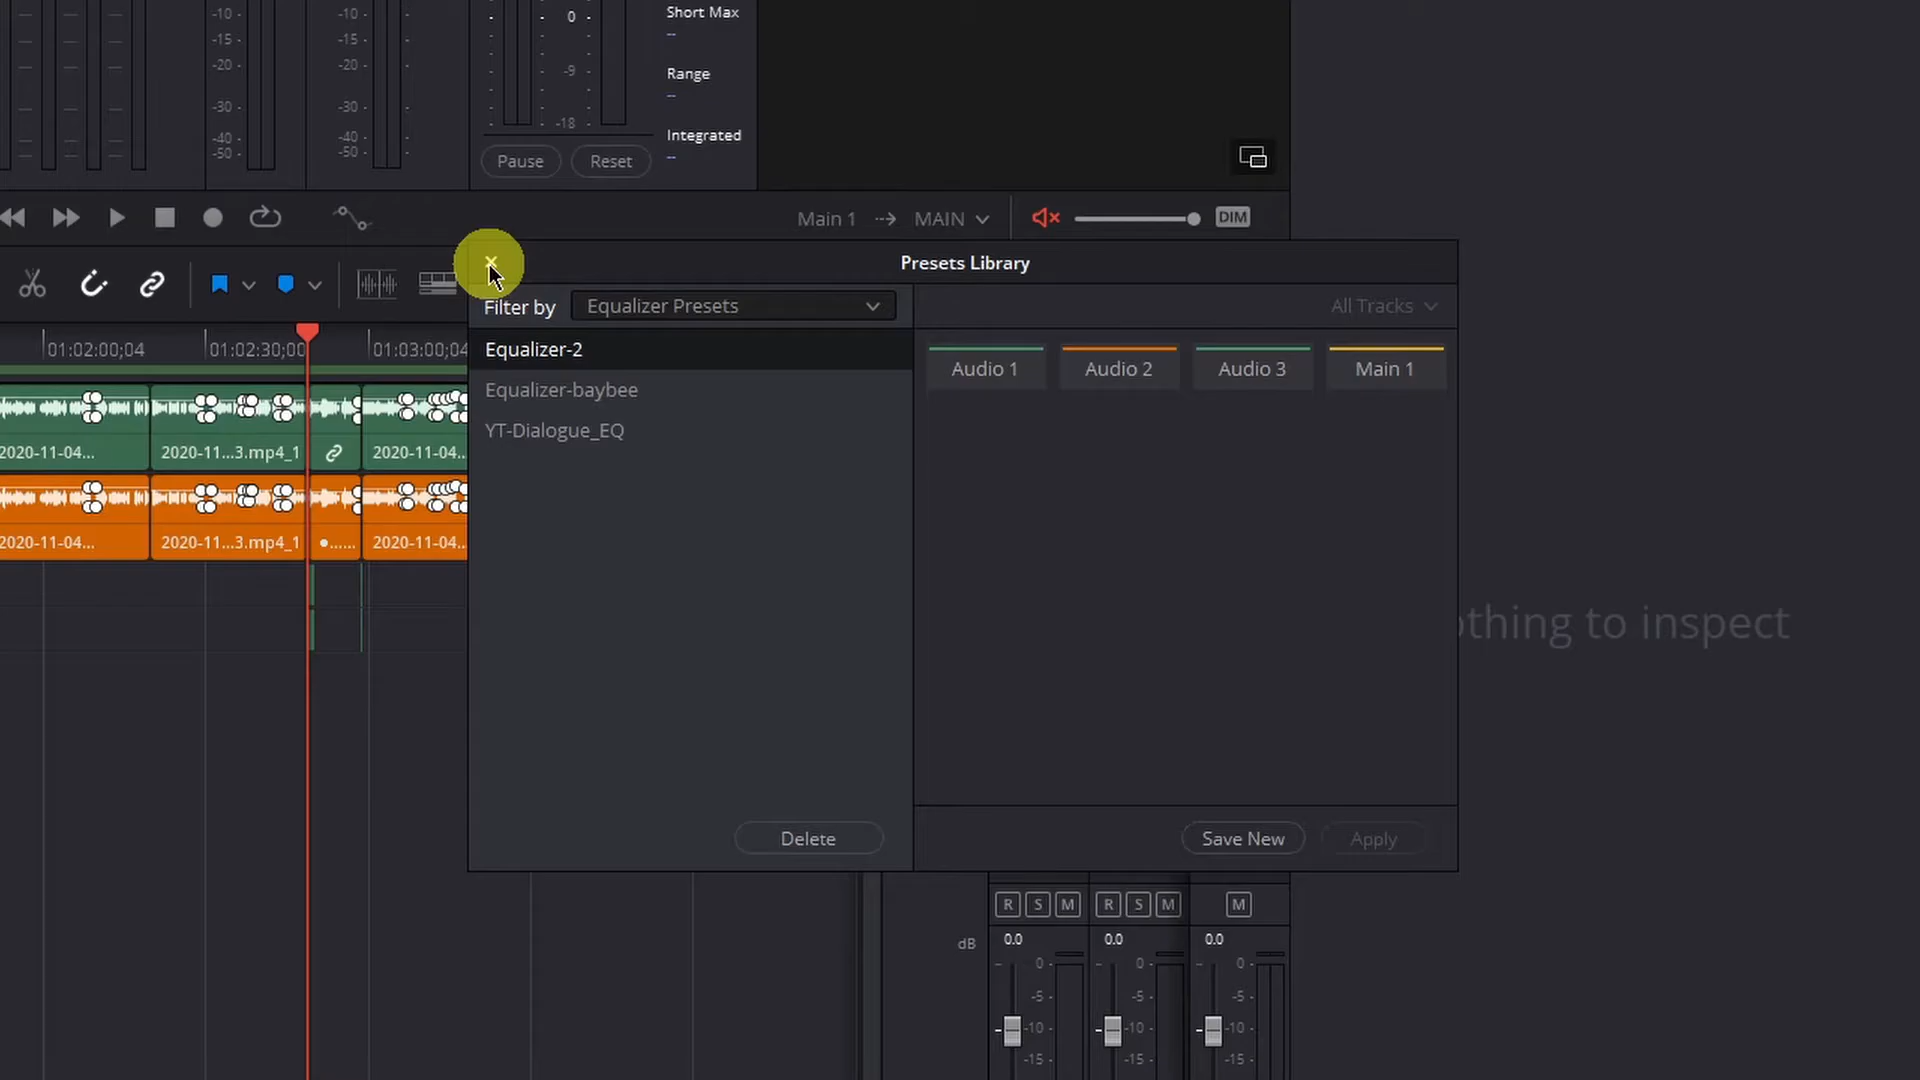 -10 -
-15 -
-20 -
-30 -
-40 -
-50 -
-10 -
-15 -
-20 -
-30 -
-40 -
-50 -
0
-9
-18
Short Max
--
Range
--
Integrated
--
Pause
Reset
Main 1
MAIN
DIM
Presets Library
Filter by
Equalizer Presets
All Tracks
Equalizer-2
Equalizer-baybee
YT-Dialogue_EQ
Audio 1
Audio 2
Audio 3
Main 1
Delete
Save New
Apply
01:02:00;04
01:02:30;00
01:03:00;04
2020-11-04...
2020-11...3.mp4_1
2020-11-04...
2020-11-04...
2020-11...3.mp4_1
•......
2020-11-04...
othing to inspect
R S M
R S M
M
dB
0.0
0.0
0.0
0 -
-5 -
-10 -
-15 -
0 -
-5 -
-10 -
-15 -
0 -
-5 -
-10 -
-15 -